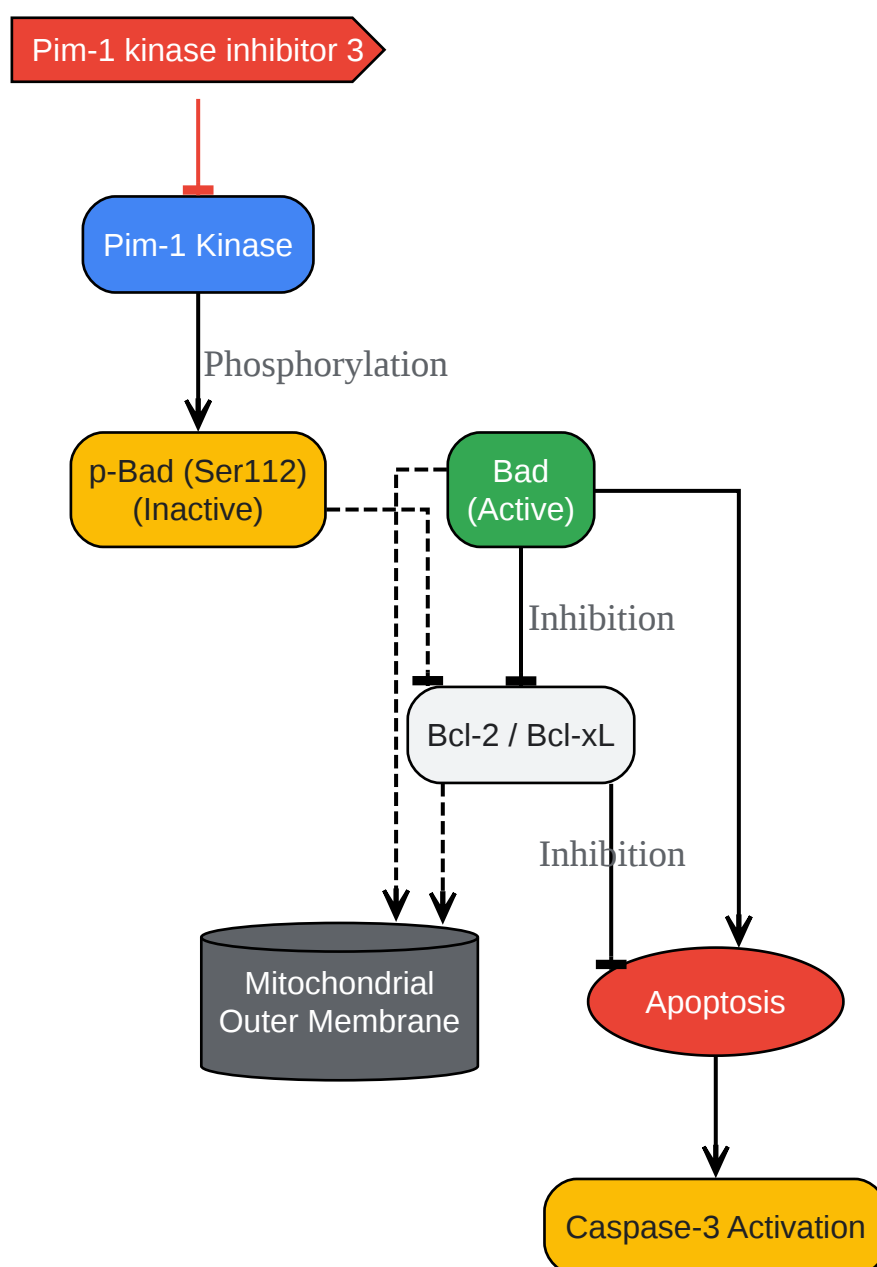 Pim-1 kinase inhibitor 3
Pim-1 Kinase
Phosphorylation
p-Bad (Ser112)
(Inactive)
Bad
(Active)
Inhibition
Bcl-2 / Bcl-xL
Inhibition
Mitochondrial
Outer Membrane
Apoptosis
Caspase-3 Activation